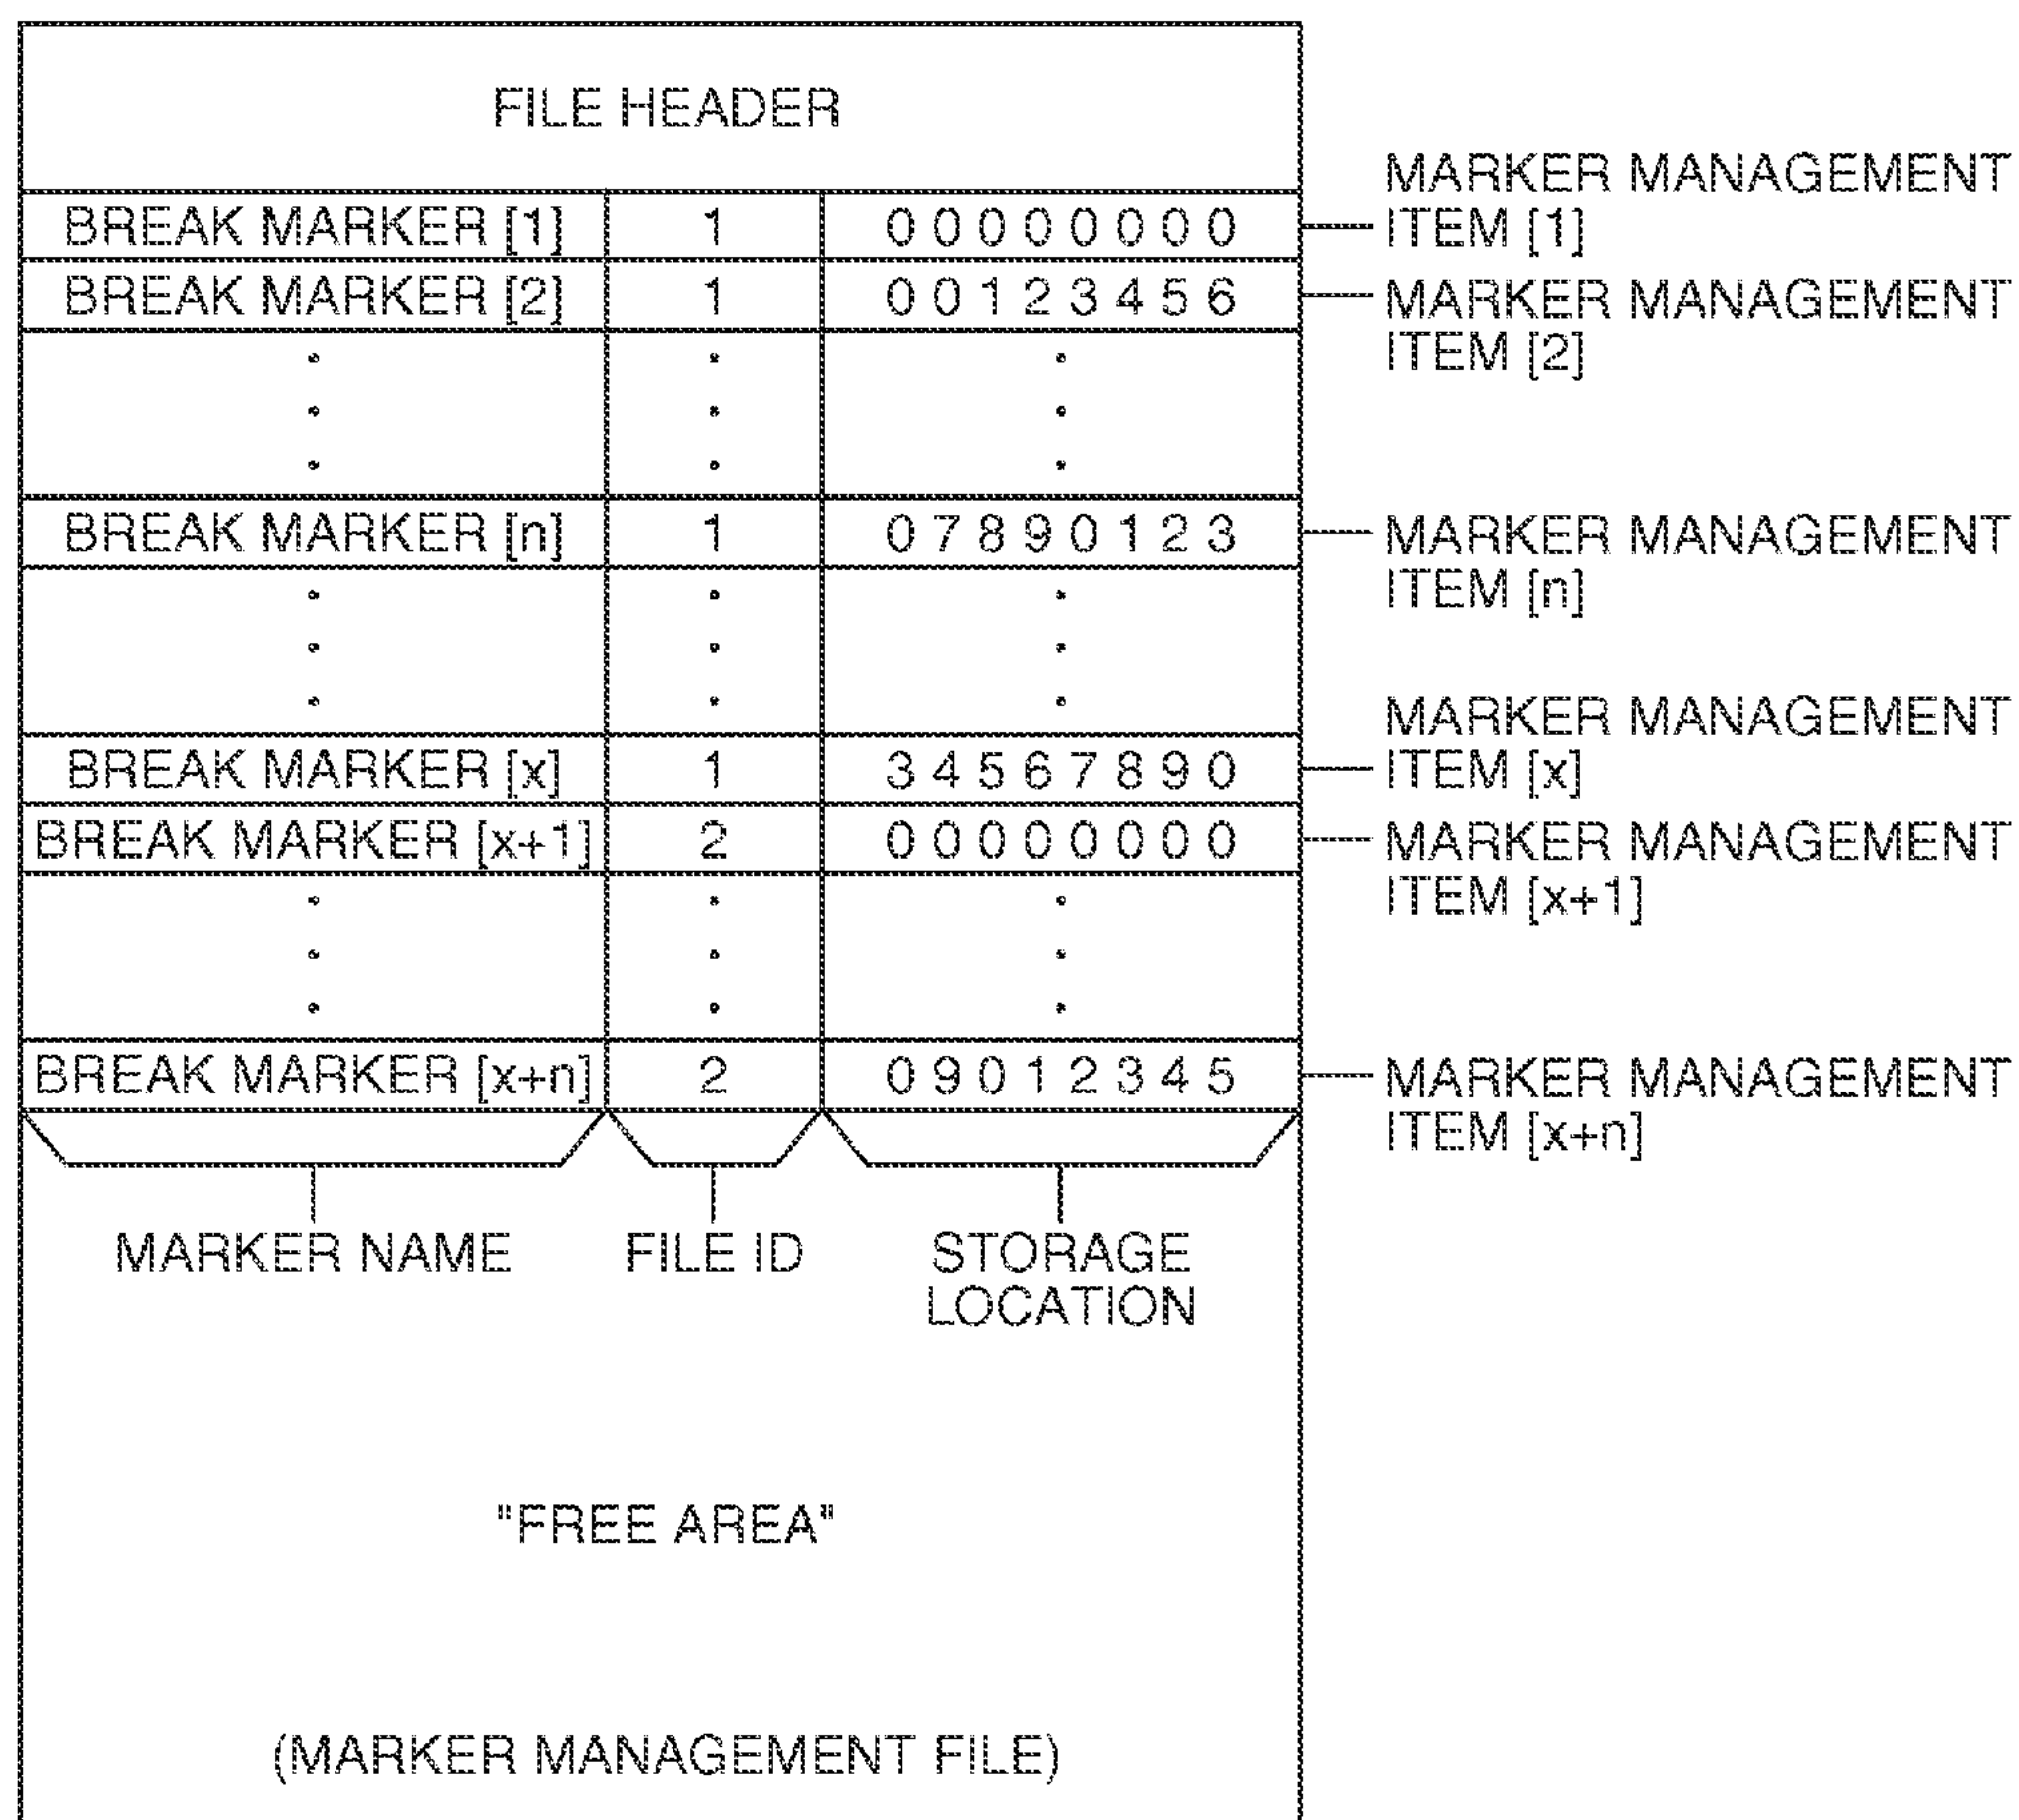 FILE HEADER
BREAK MARKER [1] 1 0 0 0 0 0 0 0 0
MARKER MANAGEMENT
ITEM [1]
BREAK MARKER [2] 1 0 0 1 2 3 4 5 6
MARKER MANAGEMENT
ITEM [2]
BREAK MARKER [n] 1 0 7 8 9 0 1 2 3
MARKER MANAGEMENT
ITEM [n]
BREAK MARKER [x] 1 3 4 5 6 7 8 9 0
MARKER MANAGEMENT
ITEM [x]
BREAK MARKER [x+1] 2 0 0 0 0 0 0 0 0
MARKER MANAGEMENT
ITEM [x+1]
BREAK MARKER [x+n] 2 0 9 0 1 2 3 4 5
MARKER MANAGEMENT
ITEM [x+n]
MARKER NAME
FILE ID
STORAGE
LOCATION
"FREE AREA"
(MARKER MANAGEMENT FILE)